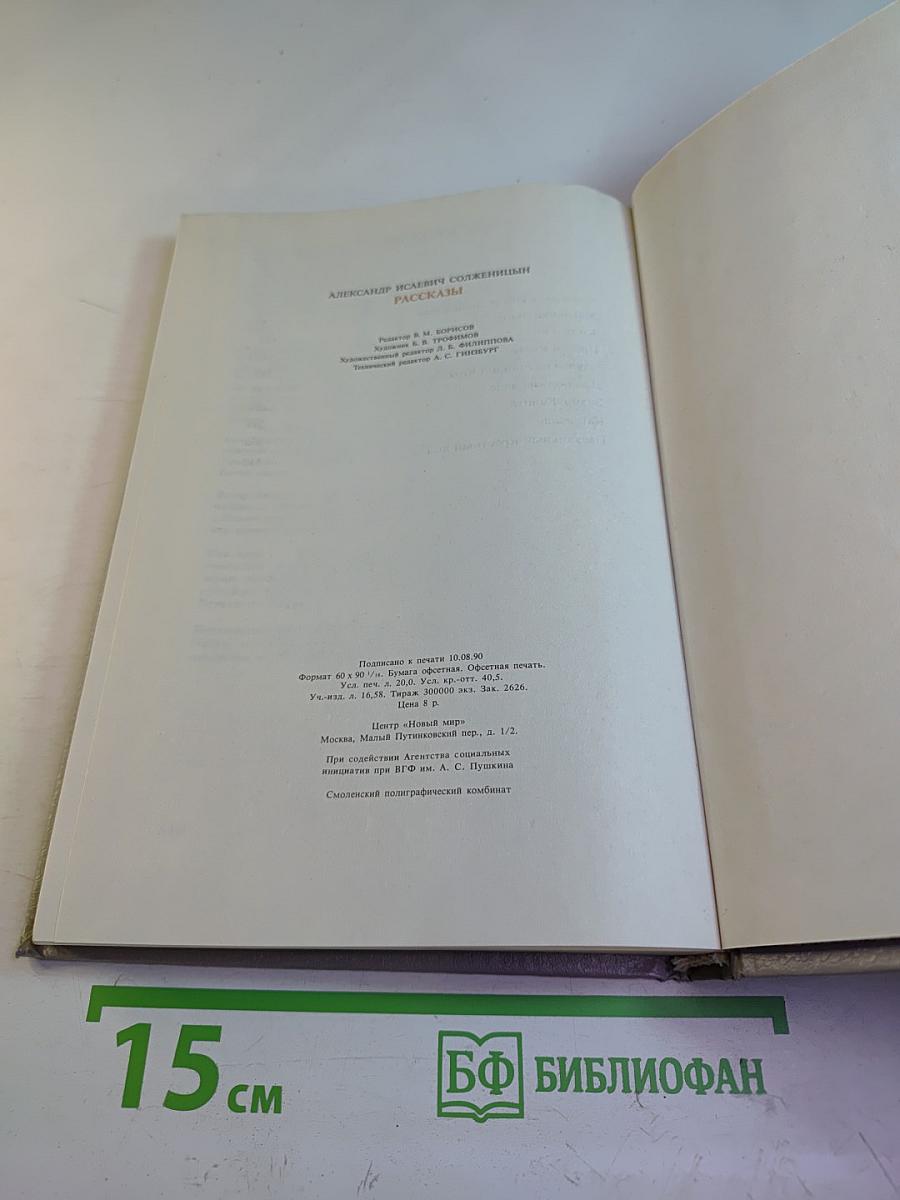 АЛЕКСАНДР ИСАЕВИЧ СОЛЖЕНИЦЫН
РАССКАЗЫ
Редактор В. М. БОРИСОВ
Художник Б. В. ТРОФИМОВ
Художественный редактор Л. Б. ФИЛИППОВА
Технический редактор А. С. ГИНЗБУРГ
Подписано к печати 10.08.90
Формат 60 х 90 1/16. Бумага офсетная. Офсетная печать.
Усл. печ. л. 20,0. Усл. кр.-отт. 40,5.
Уч.-изд. л. 16,58. Тираж 300000 экз. Зак. 2626.
Цена 8 р.
Центр «Новый мир»
Москва, Малый Путинковский пер., д. 1/2.
При содействии Агентства социальных
инициатив при ВГФ им. А. С. Пушкина
Смоленский полиграфический комбинат
15 см
БФ БИБЛИОФАН